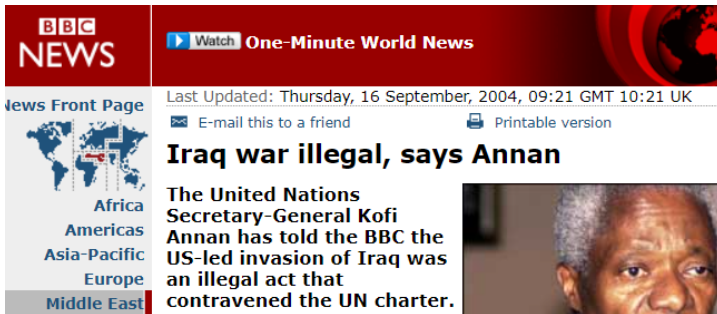 BBC
NEWS
Watch One-Minute World News
News Front Page
Africa
Americas
Asia-Pacific
Europe
Middle East
Last Updated: Thursday, 16 September, 2004, 09:21 GMT 10:21 UK
E-mail this to a friend
Printable version
Iraq war illegal, says Annan
The United Nations
Secretary-General Kofi
Annan has told the BBC the
US-led invasion of Iraq was
an illegal act that
contravened the UN charter.